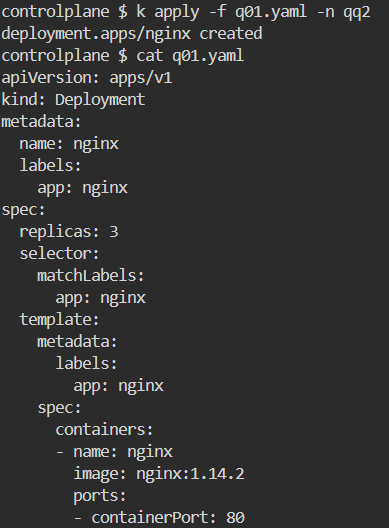 controlplane $ k apply -f q01.yaml -n qq2
deployment.apps/nginx created
controlplane $ cat q01.yaml
apiVersion: apps/v1
kind: Deployment
metadata:
  name: nginx
  labels:
    app: nginx
spec:
  replicas: 3
  selector:
    matchLabels:
      app: nginx
  template:
    metadata:
      labels:
        app: nginx
    spec:
      containers:
      - name: nginx
        image: nginx:1.14.2
        ports:
        - containerPort: 80